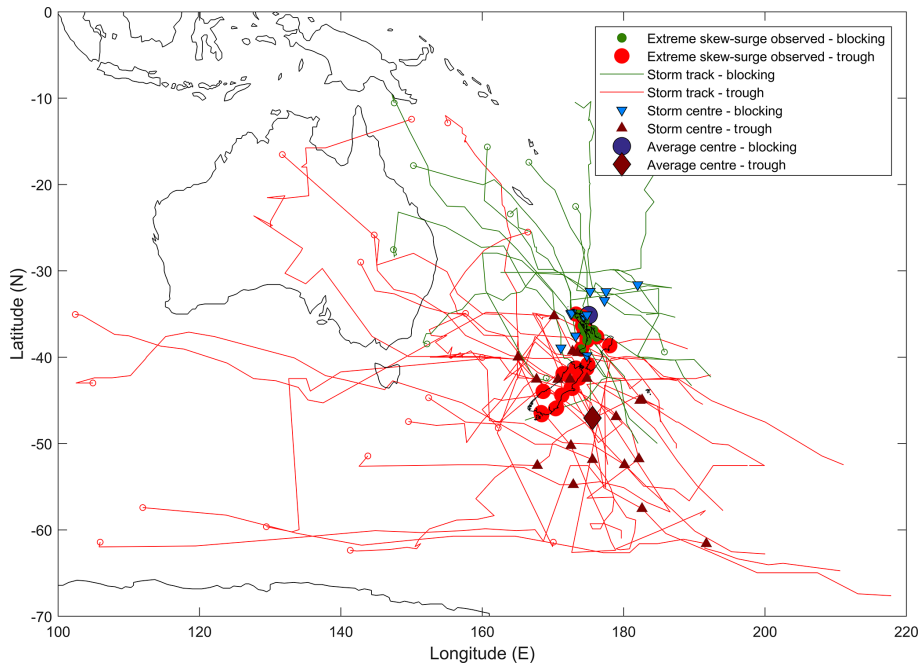 0
-10
-20
-30
-40
-50
-60
-70
Latitude (N)
Extreme skew-surge observed - blocking
Extreme skew-surge observed - trough
Storm track - blocking
Storm track - trough
Storm centre - blocking
Storm centre - trough
Average centre - blocking
Average centre - trough
100 120 140 160 180 200 220
Longitude (E)